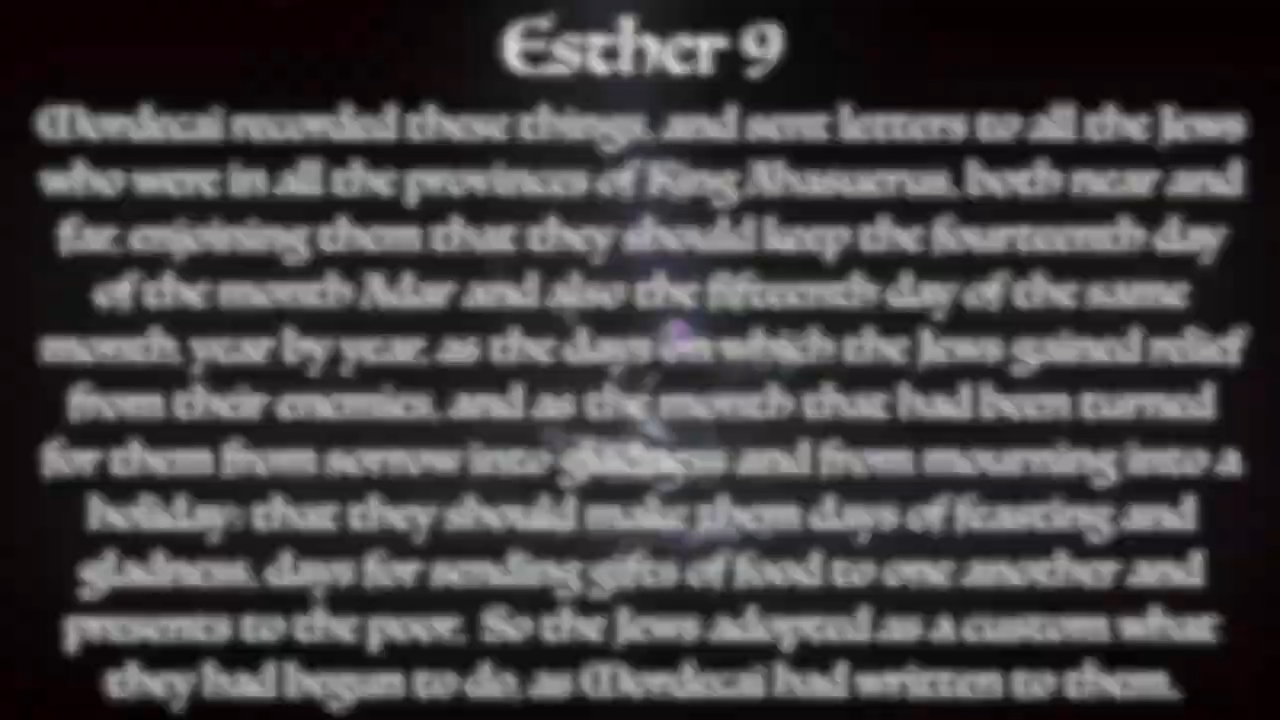 Esther 9
Mordecai recorded these things, and sent letters to all the Jews
who were in all the provinces of King Ahasuerus, both near and
far, enjoining them that they should keep the fourteenth day
of the month Adar and also the fifteenth day of the same
month, year by year, as the days on which the Jews gained relief
from their enemies, and as the month that had been turned
for them from sorrow into gladness and from mourning into a
holiday; that they should make them days of feasting and
gladness, days for sending gifts of food to one another and
presents to the poor. So the Jews adopted as a custom what
they had begun to do, as Mordecai had written to them.